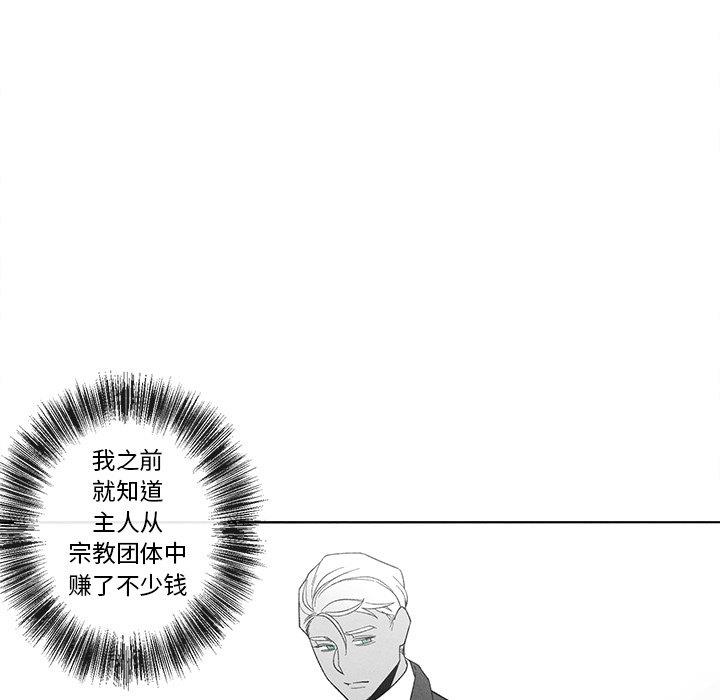 我之前
就知道
主人从
宗教团体中
赚了不少钱